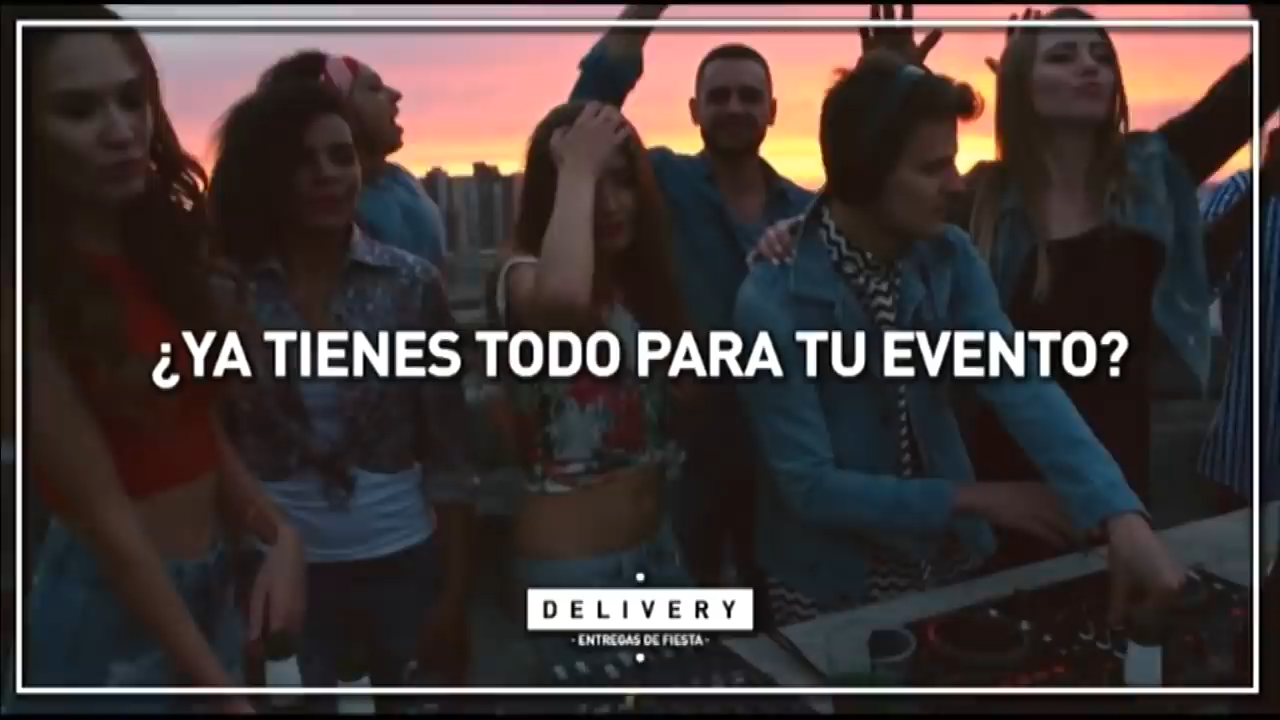 ¿YA TIENES TODO PARA TU EVENTO?
DELIVERY
- ENTREGAS DE FIESTA -